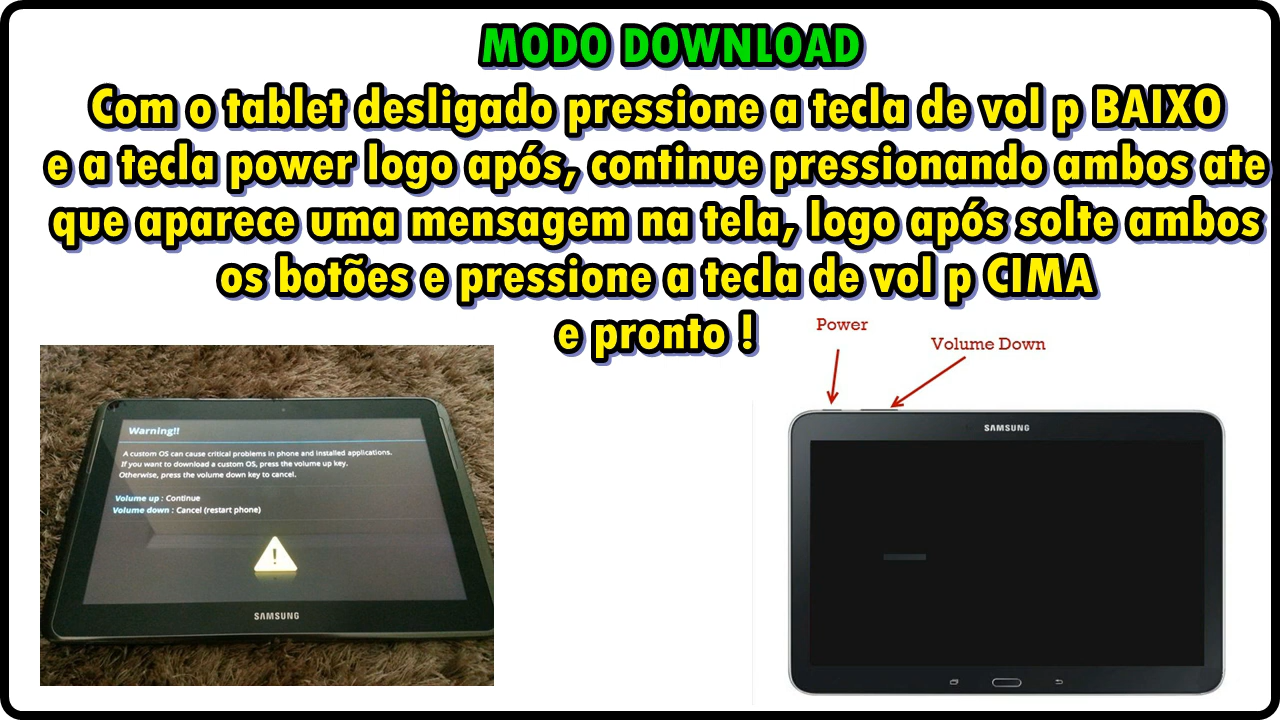 MODO DOWNLOAD
Com o tablet desligado pressione a tecla de vol p BAIXO
e a tecla power logo após, continue pressionando ambos ate
que aparece uma mensagem na tela, logo após solte ambos
os botões e pressione a tecla de vol p CIMA
e pronto !
Power
Volume Down
Warning!!
A custom OS can cause critical problems in phone and installed applications.
If you want to download a custom OS, press the volume up key.
Otherwise, press the volume down key to cancel.
Volume up : Continue
Volume down : Cancel (restart phone)
SAMSUNG
SAMSUNG